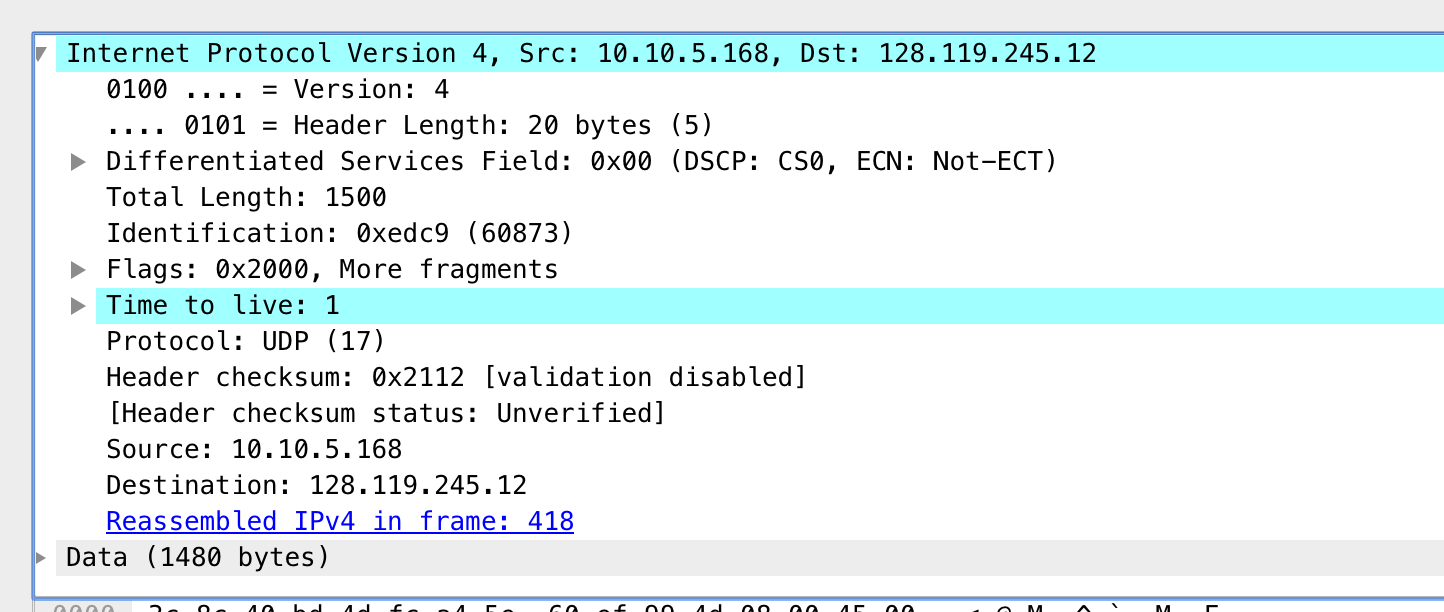 Internet Protocol Version 4, Src: 10.10.5.168, Dst: 128.119.245.12
0100 .... = Version: 4
.... 0101 = Header Length: 20 bytes (5)
Differentiated Services Field: 0x00 (DSCP: CS0, ECN: Not-ECT)
Total Length: 1500
Identification: 0xedc9 (60873)
Flags: 0x2000, More fragments
Time to live: 1
Protocol: UDP (17)
Header checksum: 0x2112 [validation disabled]
[Header checksum status: Unverified]
Source: 10.10.5.168
Destination: 128.119.245.12
Reassembled IPv4 in frame: 418
Data (1480 bytes)